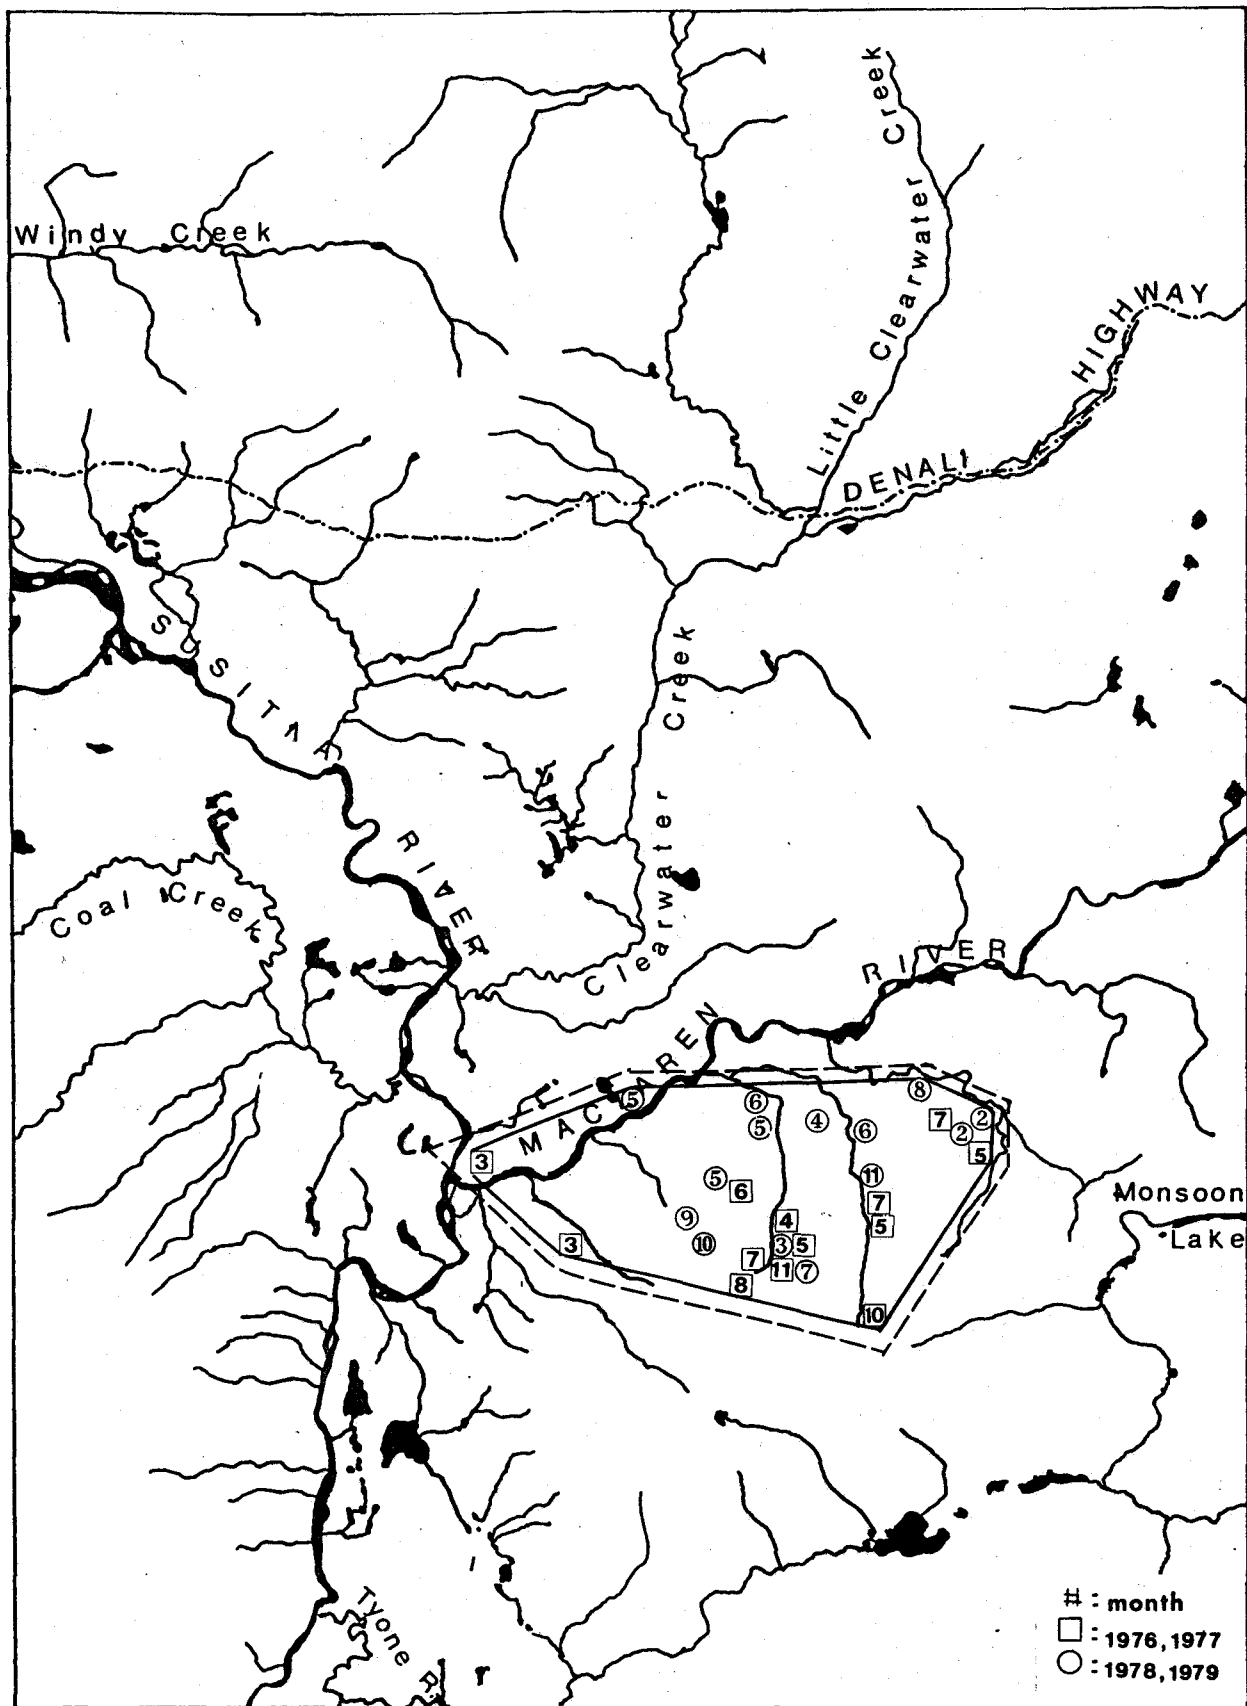 Little Clearwater Creek
Windy Creek
DENALI HIGHWAY
SUSITNA RIVER
Clearwater Creek
Coal Creek
MACLAREN RIVER
5
6
8
5
4
6
7
2
2
3
5
5
6
11
7
9
4
5
3
10
3
5
7
11
7
8
10
Monsoon
Lake
Tyone R.
r
# : month
□ : 1976, 1977
○ : 1978, 1979